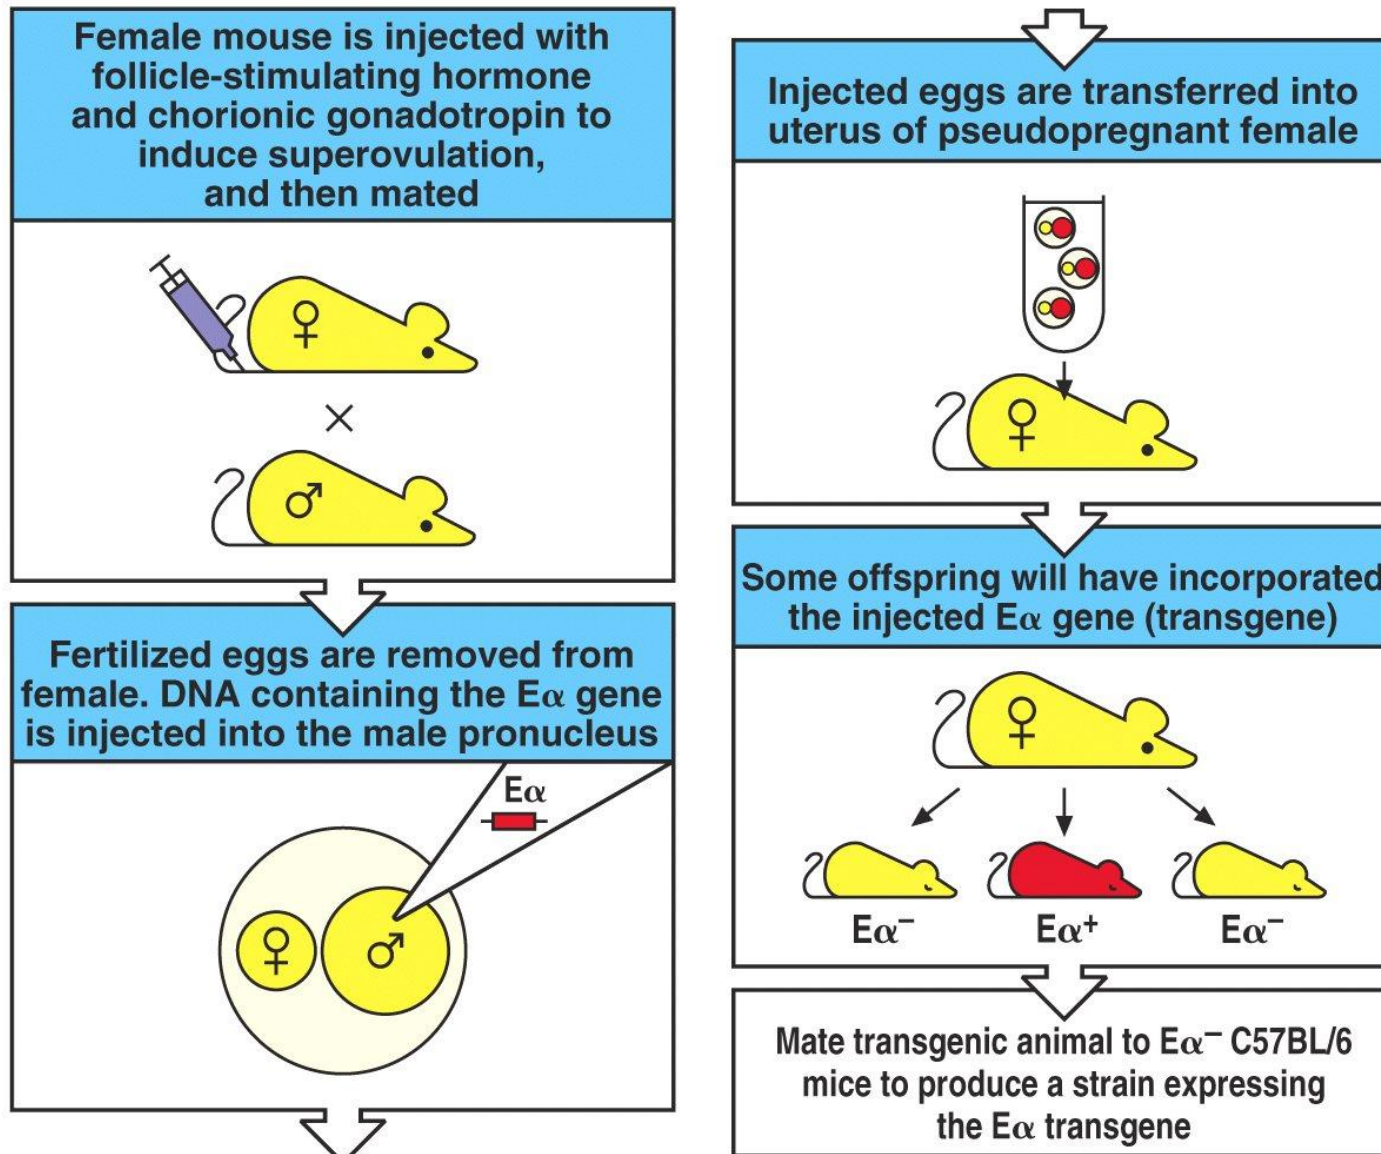 Female mouse is injected with
follicle-stimulating hormone
and chorionic gonadotropin to
induce superovulation,
and then mated
♀
×
♂
Fertilized eggs are removed from
female. DNA containing the Eα gene
is injected into the male pronucleus
Eα
♀ ♂
Injected eggs are transferred into
uterus of pseudopregnant female
♀
Some offspring will have incorporated
the injected Eα gene (transgene)
♀
Eα⁻ Eα⁺ Eα⁻
Mate transgenic animal to Eα⁻ C57BL/6
mice to produce a strain expressing
the Eα transgene